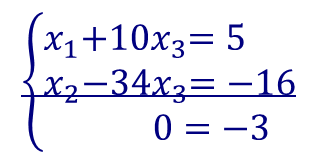 x₁+10x₃= 5
x₂−34x₃= −16
0 = −3